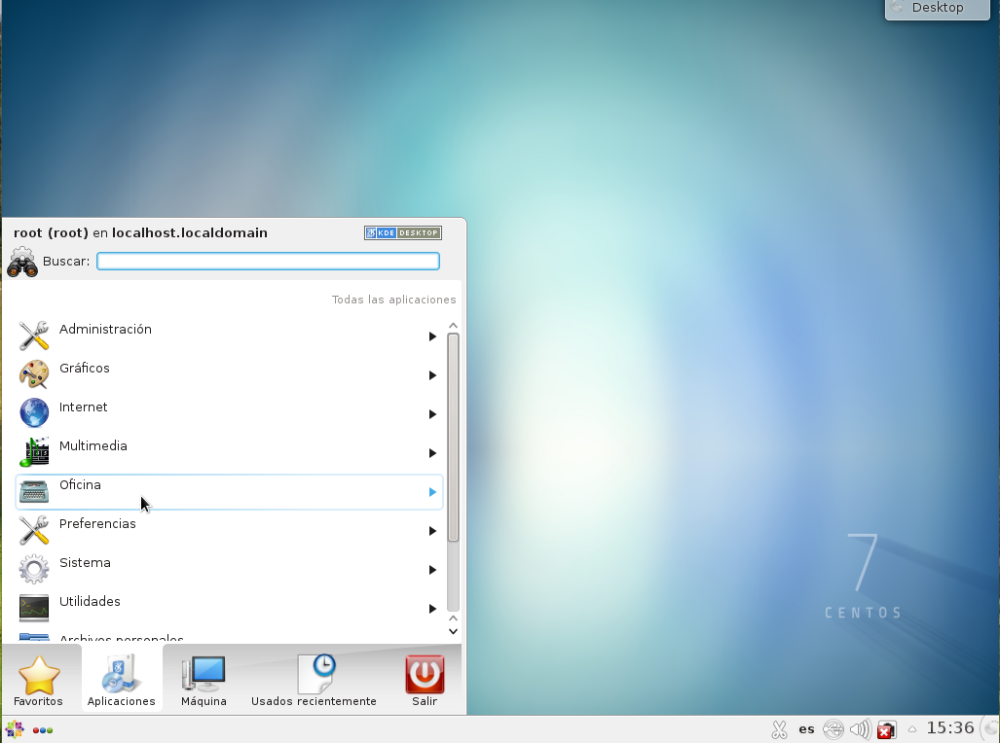 Desktop
root (root) en localhost.localdomain
KDE DESKTOP
Buscar:
Todas las aplicaciones
Administración
Gráficos
Internet
Multimedia
Oficina
Preferencias
Sistema
Utilidades
Archivos personales
Favoritos
Aplicaciones
Máquina
Usados recientemente
Salir
7
CENTOS
es
15:36